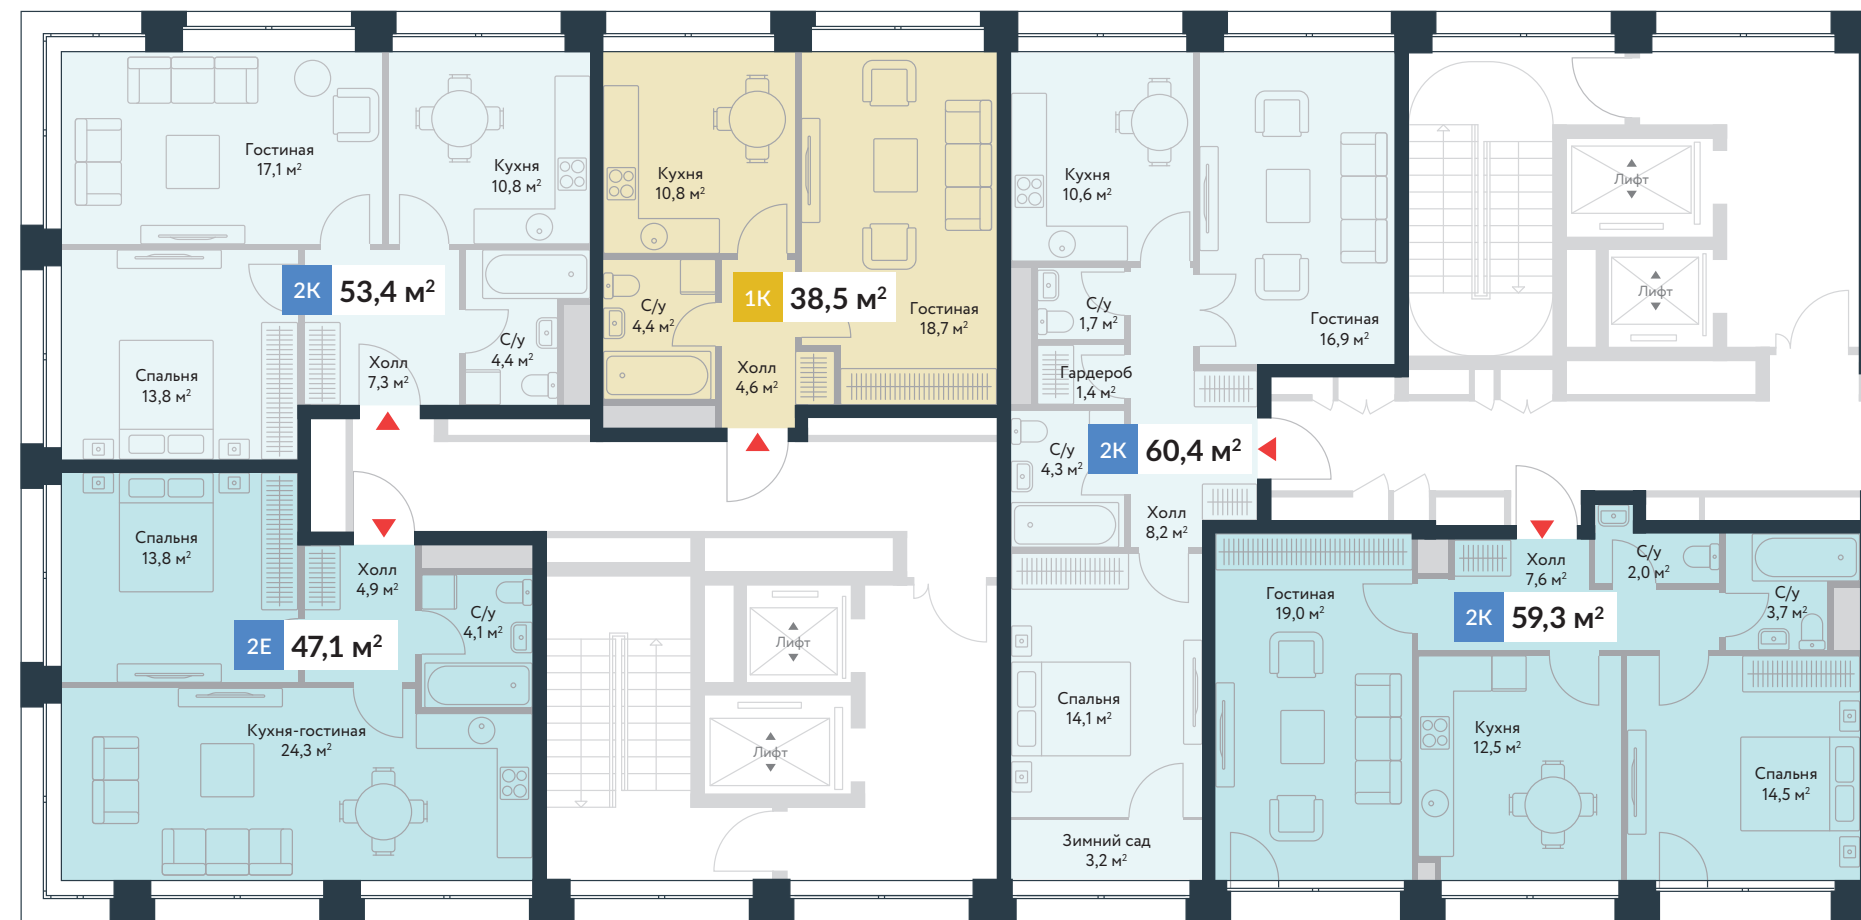 Гостиная
17,1 м²
Кухня
10,8 м²
2К 53,4 м²
С/у
4,4 м²
Холл
7,3 м²
Спальня
13,8 м²
Кухня
10,8 м²
С/у
4,4 м²
1К 38,5 м²
Гостиная
18,7 м²
Холл
4,6 м²
Кухня
10,6 м²
С/у
1,7 м²
Гостиная
16,9 м²
Гардероб
1,4 м²
С/у
4,3 м²
2К 60,4 м²
Холл
8,2 м²
Спальня
14,1 м²
Зимний сад
3,2 м²
Лифт
Лифт
Спальня
13,8 м²
Холл
4,9 м²
С/у
4,1 м²
2Е 47,1 м²
Кухня-гостиная
24,3 м²
Лифт
Лифт
Гостиная
19,0 м²
Холл
7,6 м²
С/у
2,0 м²
С/у
3,7 м²
2К 59,3 м²
Кухня
12,5 м²
Спальня
14,5 м²